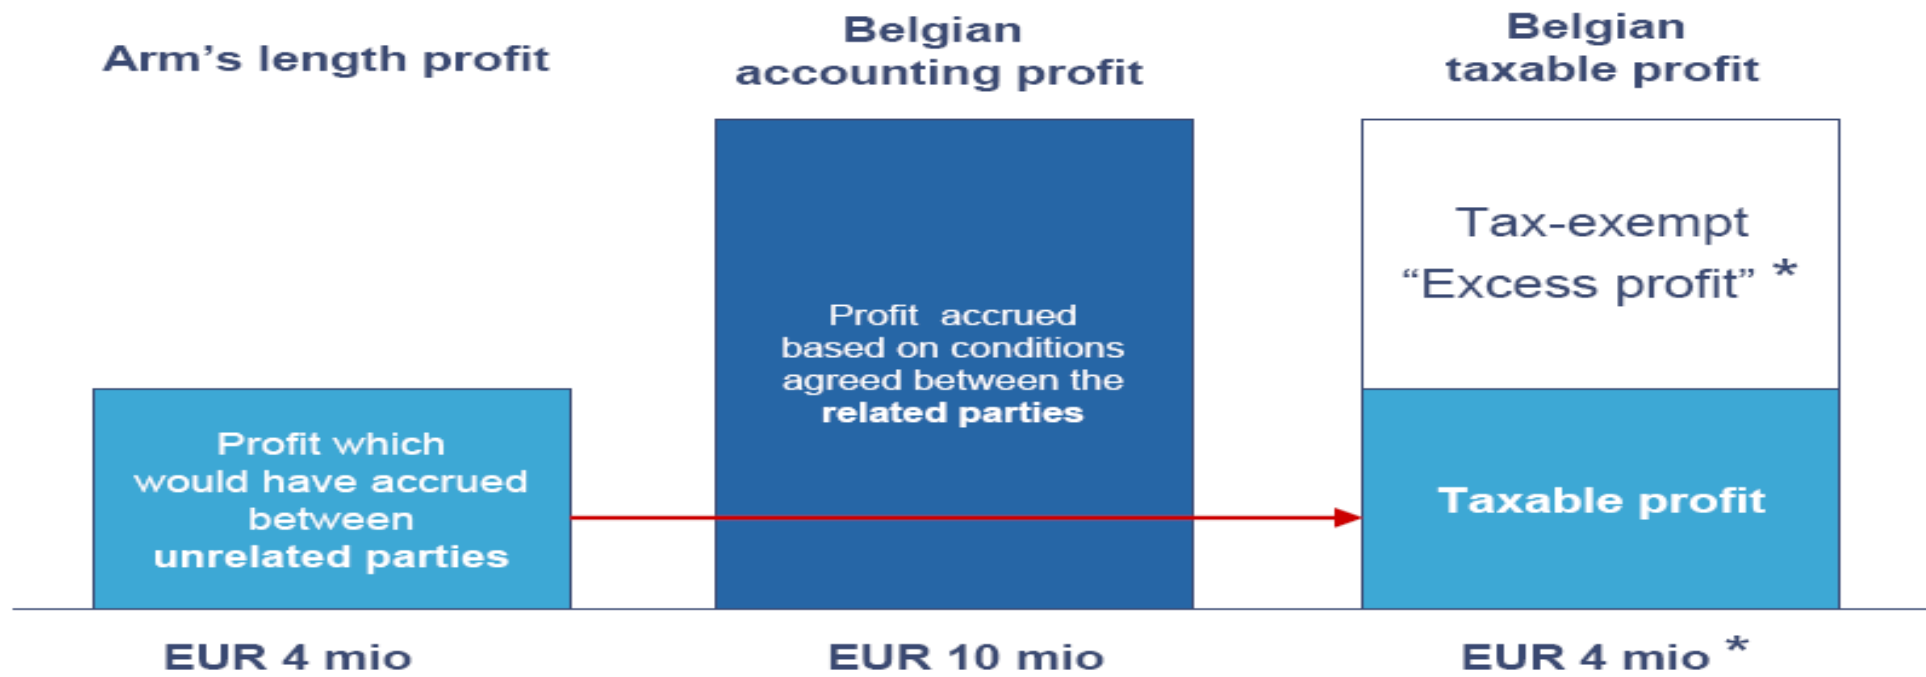 Arm’s length profit
Belgian
accounting profit
Belgian
taxable profit
Profit which
would have accrued
between
unrelated parties
Profit accrued
based on conditions
agreed between the
related parties
Tax-exempt
“Excess profit” *
Taxable profit
EUR 4 mio
EUR 10 mio
EUR 4 mio *